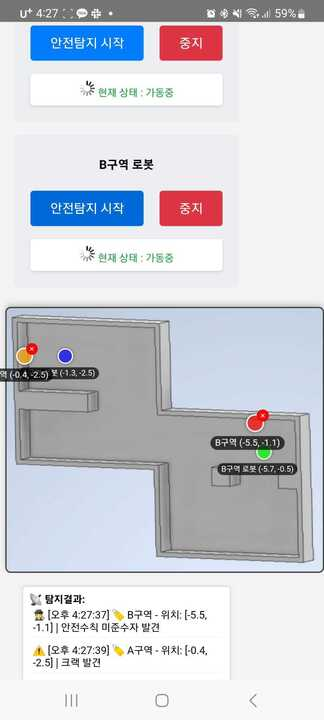 U+ 4:27 59%
안전탐지 시작 중지
현재 상태 : 가동중
B구역 로봇
안전탐지 시작 중지
현재 상태 : 가동중
역 (-0.4, -2.5) 봇 (-1.3, -2.5)
B구역 (-5.5, -1.1)
B구역 로봇 (-5.7, -0.5)
탐지결과:
[오후 4:27:37] B구역 - 위치: [-5.5,
-1.1] | 안전수칙 미준수자 발견
[오후 4:27:39] A구역 - 위치: [-0.4,
-2.5] | 크랙 발견